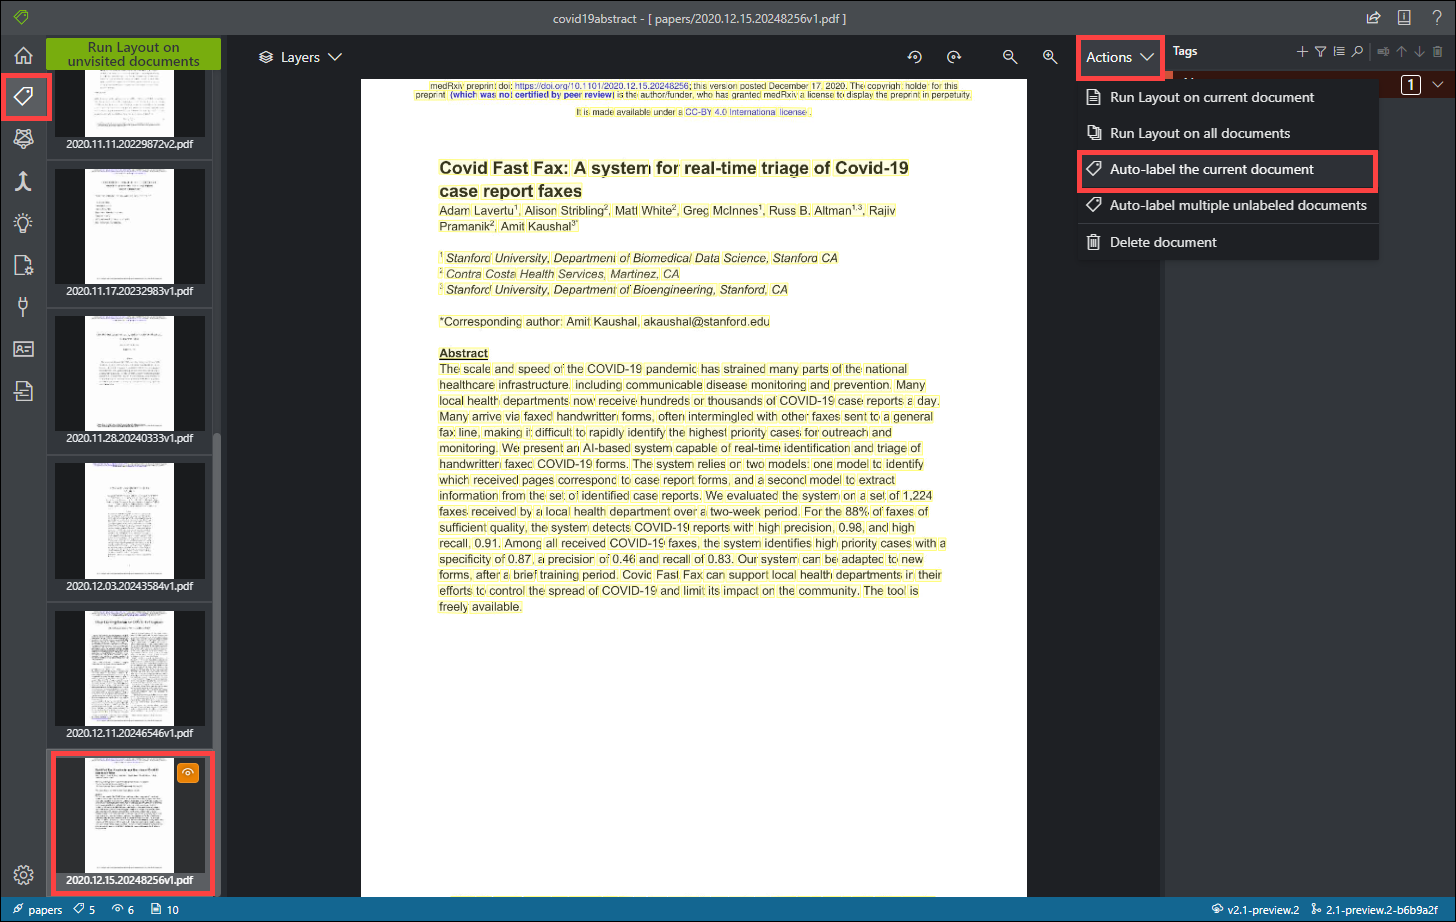 covid19abstract - [ papers/2020.12.15.20248256v1.pdf ]
Run Layout on
unvisited documents
2020.11.11.20229872v2.pdf
2020.11.17.20232983v1.pdf
2020.11.28.20240333v1.pdf
2020.12.03.20243584v1.pdf
2020.12.11.20246546v1.pdf
2020.12.15.20248256v1.pdf
Layers
medRxiv preprint doi: https://doi.org/10.1101/2020.12.15.20248256; this version posted December 17, 2020. The copyright holder for this
preprint (which was not certified by peer review) is the author/funder, who has granted medRxiv a license to display the preprint in perpetuity.
It is made available under a CC-BY 4.0 International license .
Covid Fast Fax: A system for real-time triage of Covid-19
case report faxes
Adam Lavertu1, Alison Stribling2, Matt White2, Greg McInnes1, Russ B. Altman1,3, Rajiv
Pramanik2, Amit Kaushal3*
1 Stanford University, Department of Biomedical Data Science, Stanford CA
2 Contra Costa Health Services, Martinez, CA
3 Stanford University, Department of Bioengineering, Stanford, CA
*Corresponding author: Amit Kaushal, akaushal@stanford.edu
Abstract
The scale and speed of the COVID-19 pandemic has strained many parts of the national
healthcare infrastructure, including communicable disease monitoring and prevention. Many
local health departments now receive hundreds or thousands of COVID-19 case reports a day.
Many arrive via faxed handwritten forms, often intermingled with other faxes sent to a general
fax line, making it difficult to rapidly identify the highest priority cases for outreach and
monitoring. We present an AI-based system capable of real-time identification and triage of
handwritten faxed COVID-19 forms. The system relies on two models: one model to identify
which received pages correspond to case report forms, and a second model to extract
information from the set of identified case reports. We evaluated the system on a set of 1,224
faxes received by a local health department over a two-week period. For the 88% of faxes of
sufficient quality, the system detects COVID-19 reports with high precision, 0.98, and high
recall, 0.91. Among all received COVID-19 faxes, the system identifies high priority cases with a
specificity of 0.87, a precision of 0.46 and recall of 0.83. Our system can be adapted to new
forms, after a brief training period. Covid Fast Fax can support local health departments in their
efforts to control the spread of COVID-19 and limit its impact on the community. The tool is
freely available.
Actions
Run Layout on current document
Run Layout on all documents
Auto-label the current document
Auto-label multiple unlabeled documents
Delete document
Tags
1
papers 5 6 10
v2.1-preview.2 2.1-preview.2-b6b9a2f